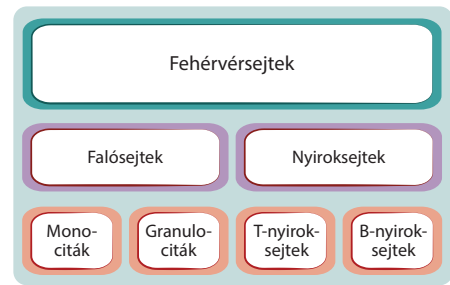 Fehérvérsejtek
Falósejtek
Nyiroksejtek
Mono-
citák
Granulo-
citák
T-nyirok-
sejtek
B-nyirok-
sejtek